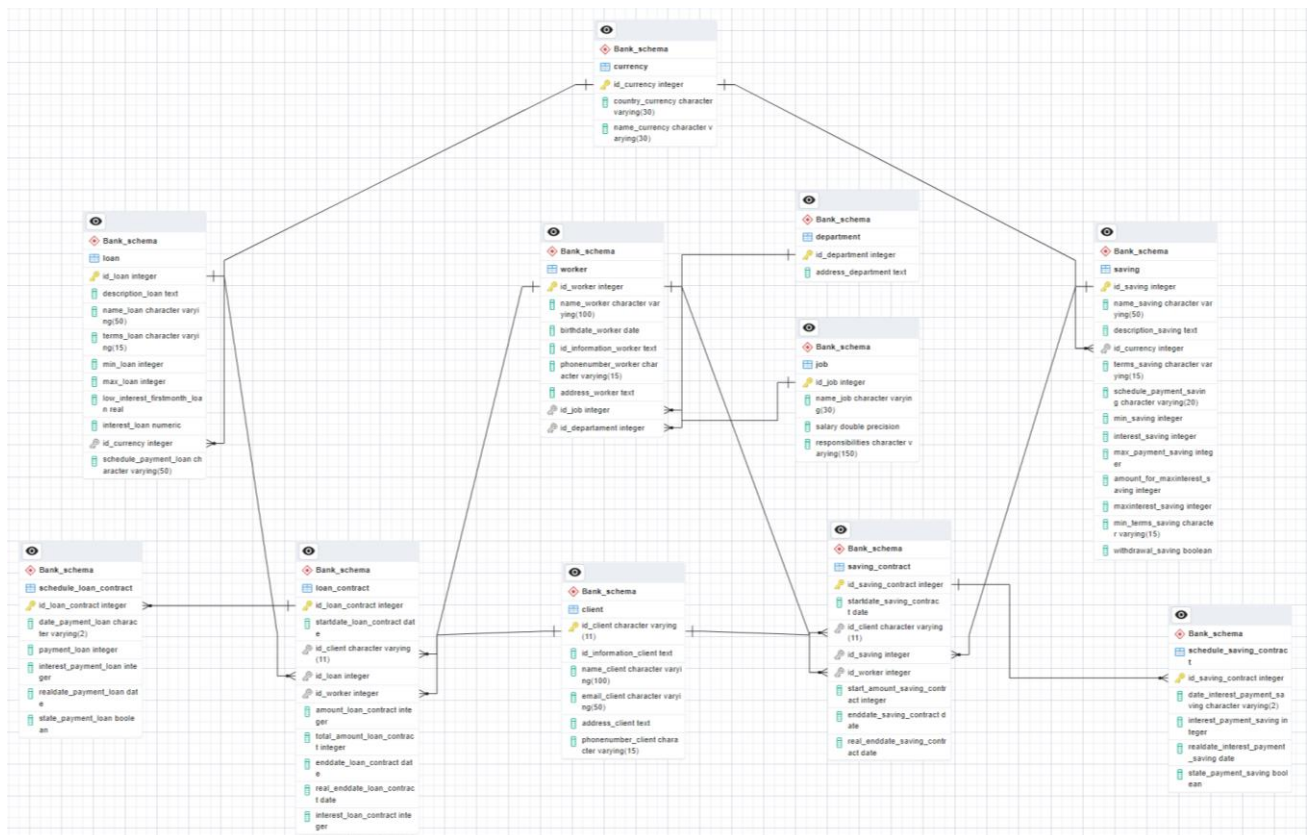 Bank_schema
currency
id_currency integer
country_currency character
varying(30)
name_currency character v
arying(30)
Bank_schema
loan
id_loan integer
description_loan text
name_loan character varyi
ng(50)
terms_loan character varyi
ng(15)
min_loan integer
max_loan integer
low_interest_firstmonth_loa
n real
interest_loan numeric
id_currency integer
schedule_payment_loan ch
aracter varying(50)
Bank_schema
worker
id_worker integer
name_worker character var
ying(100)
birthdate_worker date
id_information_worker text
phonenumber_worker char
acter varying(15)
address_worker text
id_job integer
id_departament integer
Bank_schema
department
id_department integer
address_department text
Bank_schema
job
id_job integer
name_job character varyin
g(30)
salary double precision
responsibilities character v
arying(150)
Bank_schema
saving
id_saving integer
name_saving character var
ying(50)
description_saving text
id_currency integer
terms_saving character var
ying(15)
schedule_payment_savin
g character varying(20)
min_saving integer
interest_saving integer
max_payment_saving integ
er
amount_for_maxinterest_s
aving integer
maxinterest_saving integer
min_terms_saving characte
r varying(15)
withdrawal_saving boolean
Bank_schema
schedule_loan_contract
id_loan_contract integer
date_payment_loan charac
ter varying(2)
payment_loan integer
interest_payment_loan inte
ger
realdate_payment_loan dat
e
state_payment_loan boole
an
Bank_schema
loan_contract
id_loan_contract integer
startdate_loan_contract dat
e
id_client character varying
(11)
id_loan integer
id_worker integer
amount_loan_contract inte
ger
total_amount_loan_contrac
t integer
enddate_loan_contract dat
e
real_enddate_loan_contrac
t date
interest_loan_contract inte
ger
Bank_schema
client
id_client character varying
(11)
id_information_client text
name_client character varyi
ng(100)
email_client character varyi
ng(50)
address_client text
phonenumber_client chara
cter varying(15)
Bank_schema
saving_contract
id_saving_contract integer
startdate_saving_contrac
t date
id_client character varying
(11)
id_saving integer
id_worker integer
start_amount_saving_contr
act integer
enddate_saving_contract d
ate
real_enddate_saving_contr
act date
Bank_schema
schedule_saving_contrac
t
id_saving_contract integer
date_interest_payment_sa
ving character varying(2)
interest_payment_saving in
teger
realdate_interest_payment
_saving date
state_payment_saving bool
ean